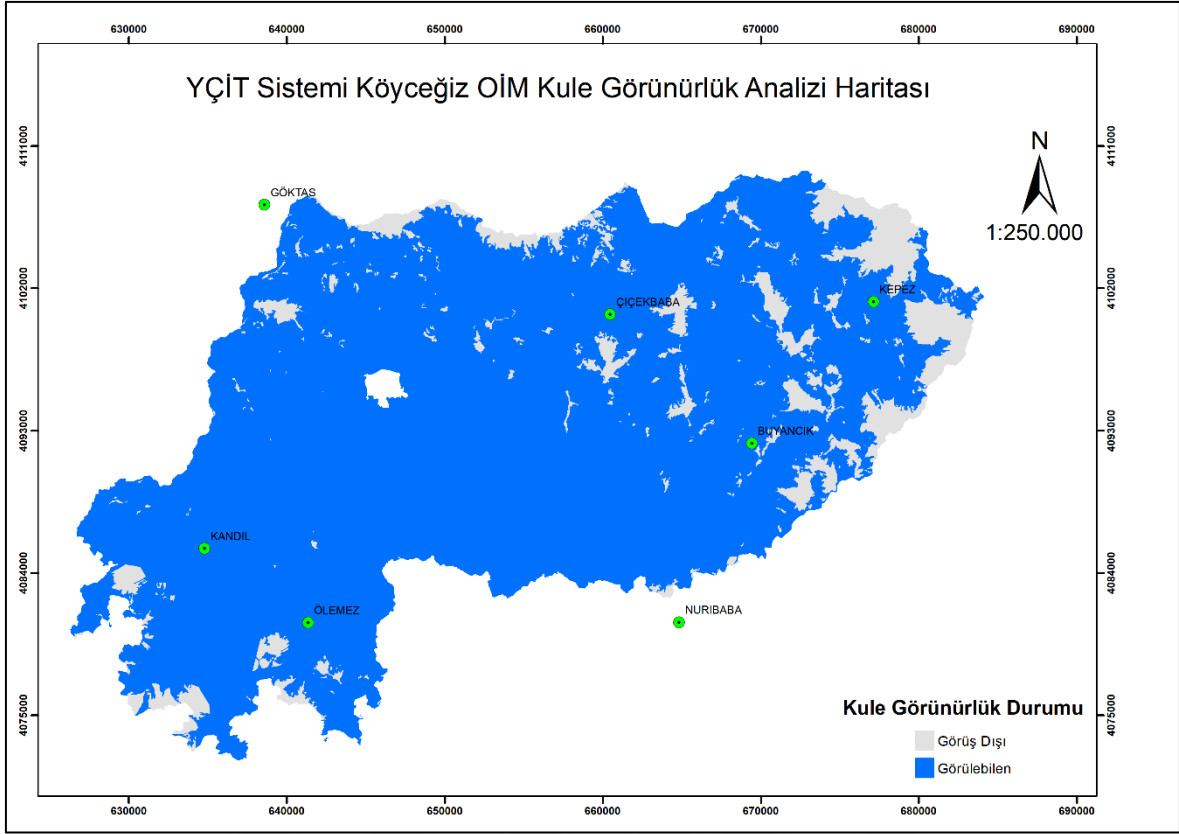 630000 640000 650000 660000 670000 680000 690000
YÇİT Sistemi Köyceğiz OİM Kule Görünürlük Analizi Haritası
4111000 4111000
N
1:250.000
GÖKTAS
4102000 4102000
KEPEZ
ÇIÇEKBABA
4093000 4093000
BUYANCIK
KANDIL
4084000 4084000
ÖLEMEZ
NURIBABA
4075000 4075000
Kule Görünürlük Durumu
Görüş Dışı
Görülebilen
630000 640000 650000 660000 670000 680000 690000